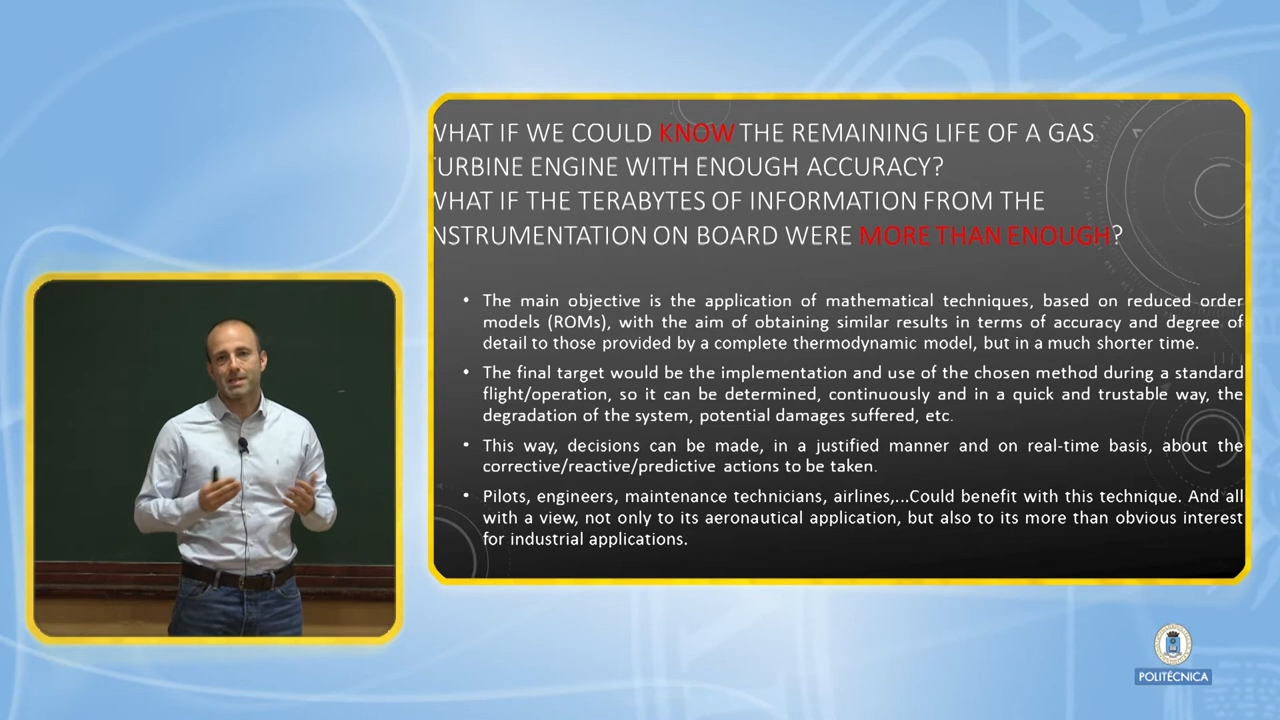 WHAT IF WE COULD KNOW THE REMAINING LIFE OF A GAS
TURBINE ENGINE WITH ENOUGH ACCURACY?
WHAT IF THE TERABYTES OF INFORMATION FROM THE
INSTRUMENTATION ON BOARD WERE MORE THAN ENOUGH?
• The main objective is the application of mathematical techniques, based on reduced order
models (ROMs), with the aim of obtaining similar results in terms of accuracy and degree of
detail to those provided by a complete thermodynamic model, but in a much shorter time.
• The final target would be the implementation and use of the chosen method during a standard
flight/operation, so it can be determined, continuously and in a quick and trustable way, the
degradation of the system, potential damages suffered, etc.
• This way, decisions can be made, in a justified manner and on real-time basis, about the
corrective/reactive/predictive actions to be taken.
• Pilots, engineers, maintenance technicians, airlines,...Could benefit with this technique. And all
with a view, not only to its aeronautical application, but also to its more than obvious interest
for industrial applications.
POLITÉCNICA